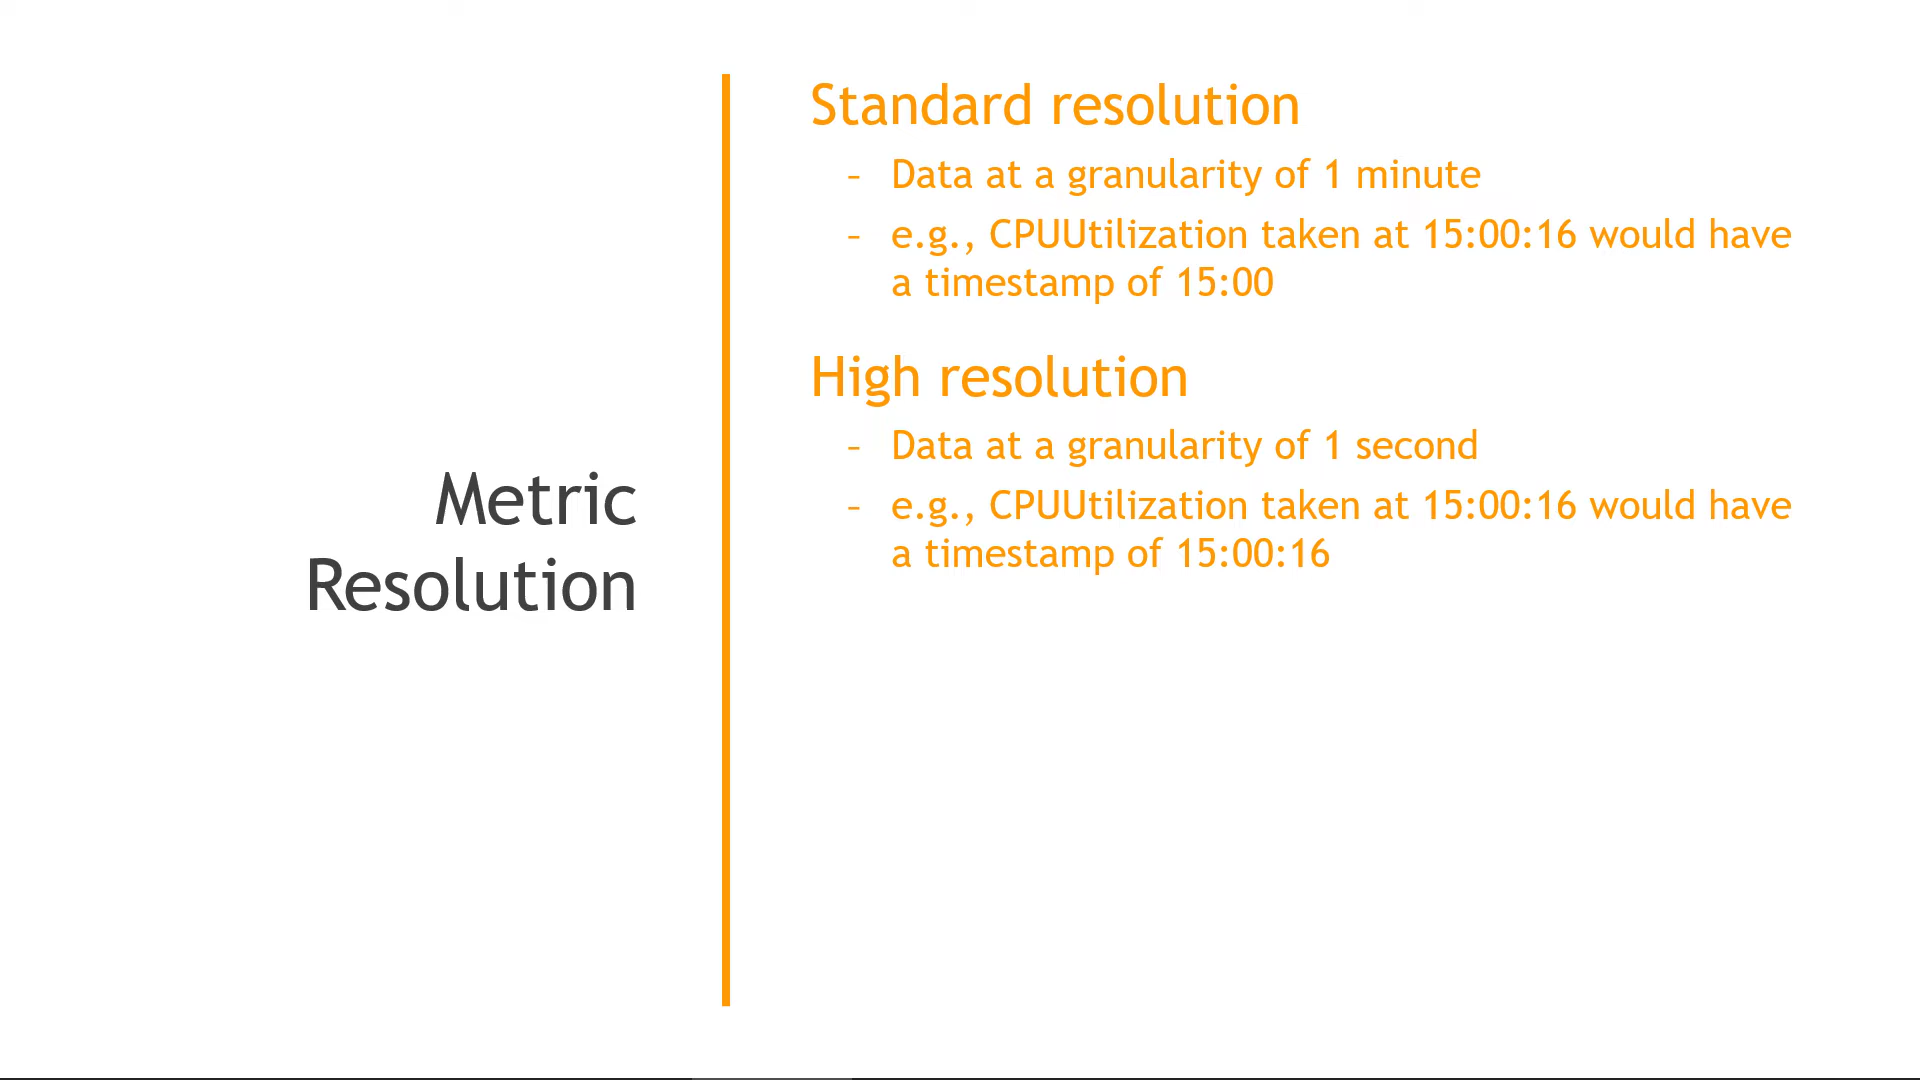 Metric
Resolution
Standard resolution
– Data at a granularity of 1 minute
– e.g., CPUUtilization taken at 15:00:16 would have
a timestamp of 15:00
High resolution
– Data at a granularity of 1 second
– e.g., CPUUtilization taken at 15:00:16 would have
a timestamp of 15:00:16